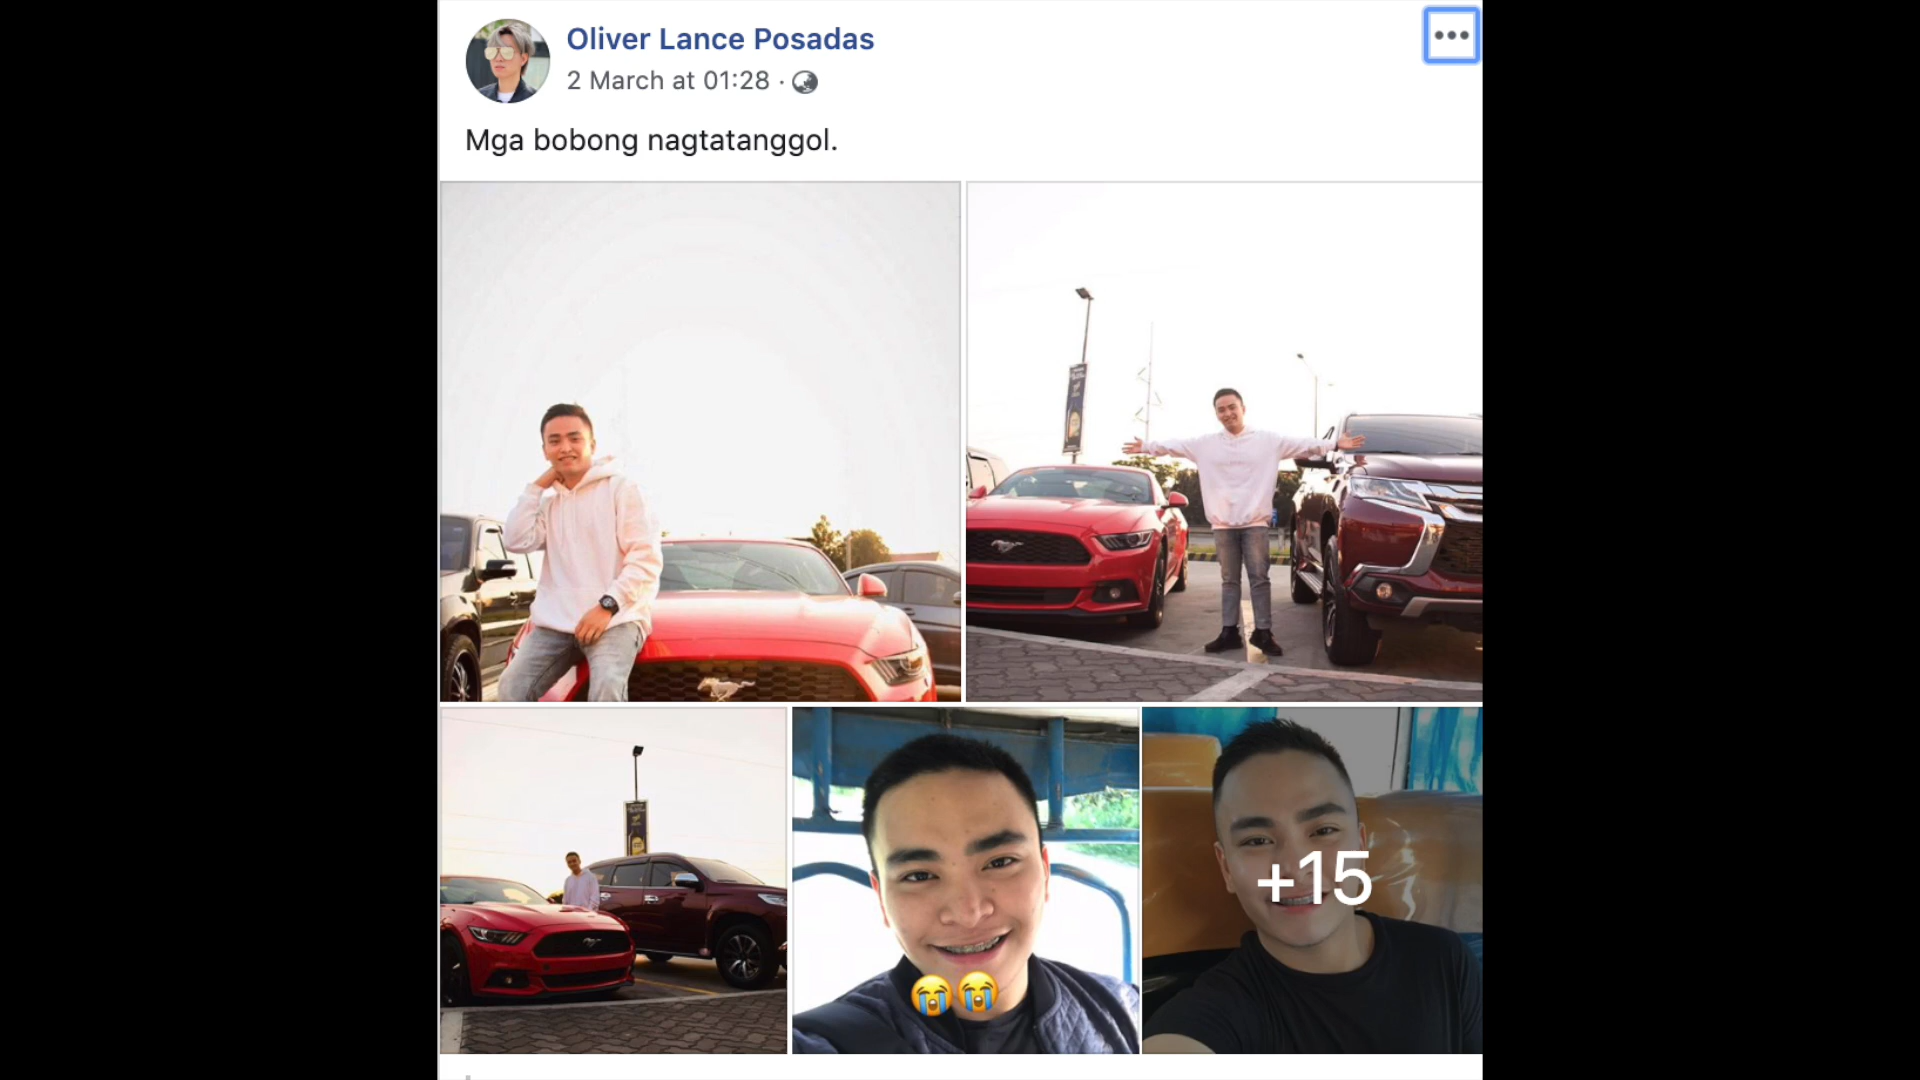 Oliver Lance Posadas
2 March at 01:28 ·
Mga bobong nagtatanggol.
+15